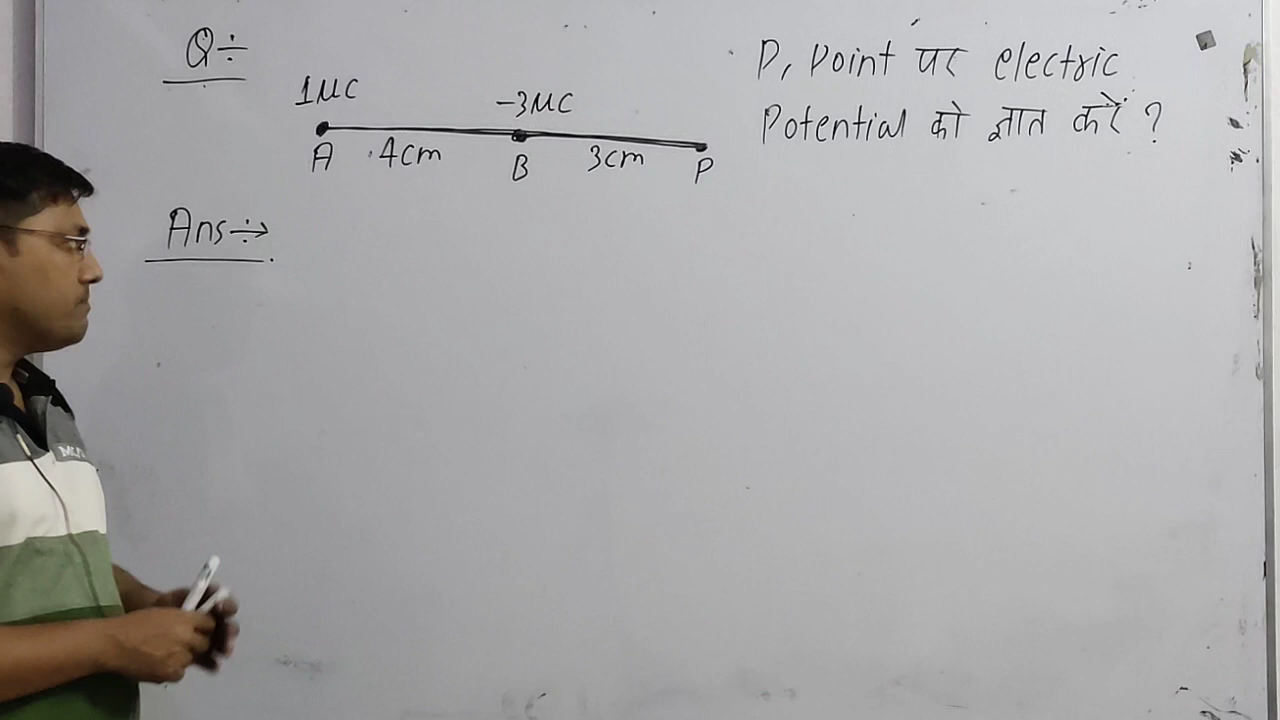 Q÷
1μC
-3μC
A 4cm B 3cm P
P, Point पर electric
Potential को ज्ञात करें ?
Ans÷→